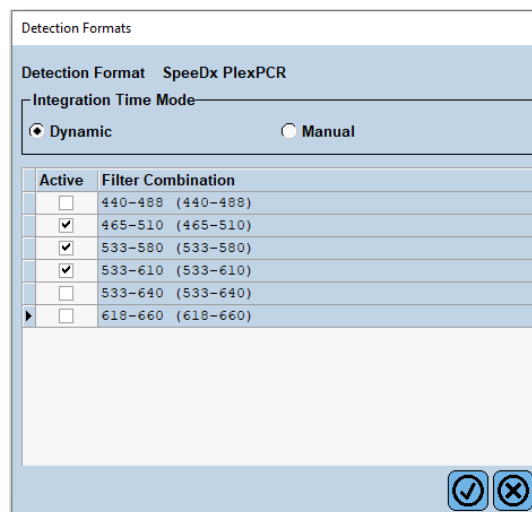 Detection Formats
Detection Format SpeeDx PlexPCR
Integration Time Mode
Dynamic Manual
Active Filter Combination
440-488 (440-488)
465-510 (465-510)
533-580 (533-580)
533-610 (533-610)
533-640 (533-640)
618-660 (618-660)